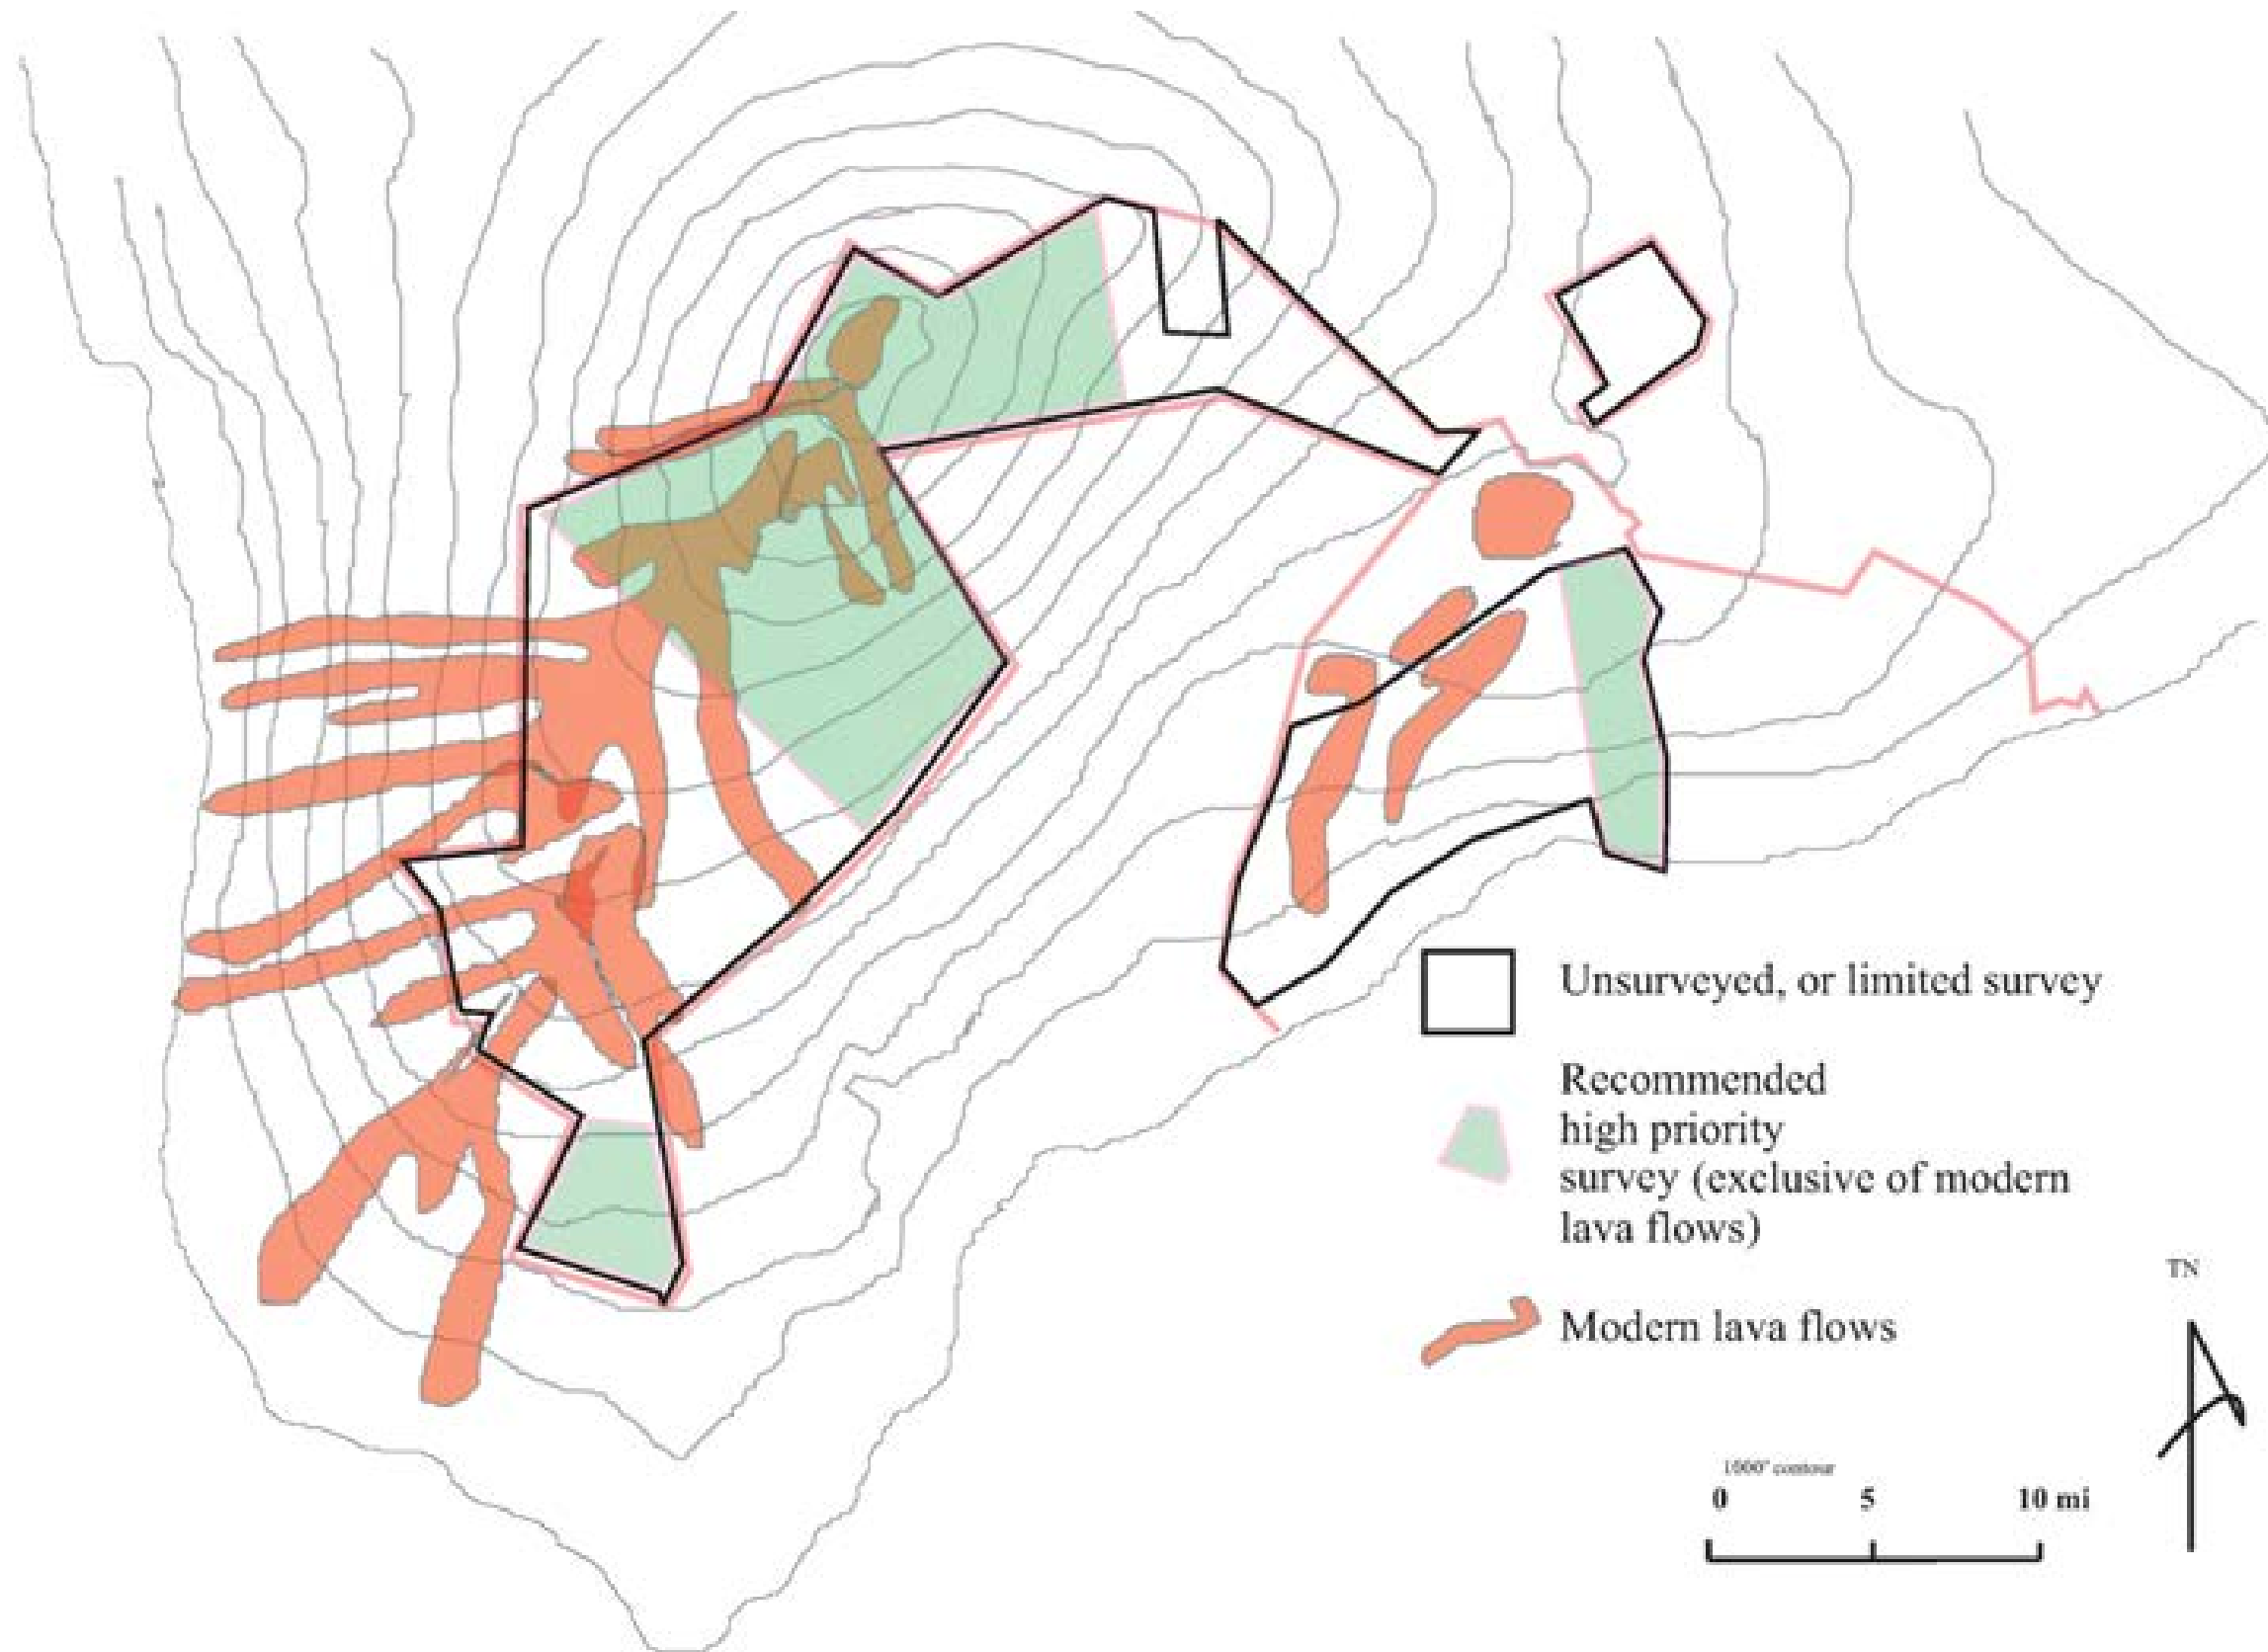 Unsurveyed, or limited survey
Recommended
high priority
survey (exclusive of modern
lava flows)
Modern lava flows
TN
1000' contour
0 5 10 mi